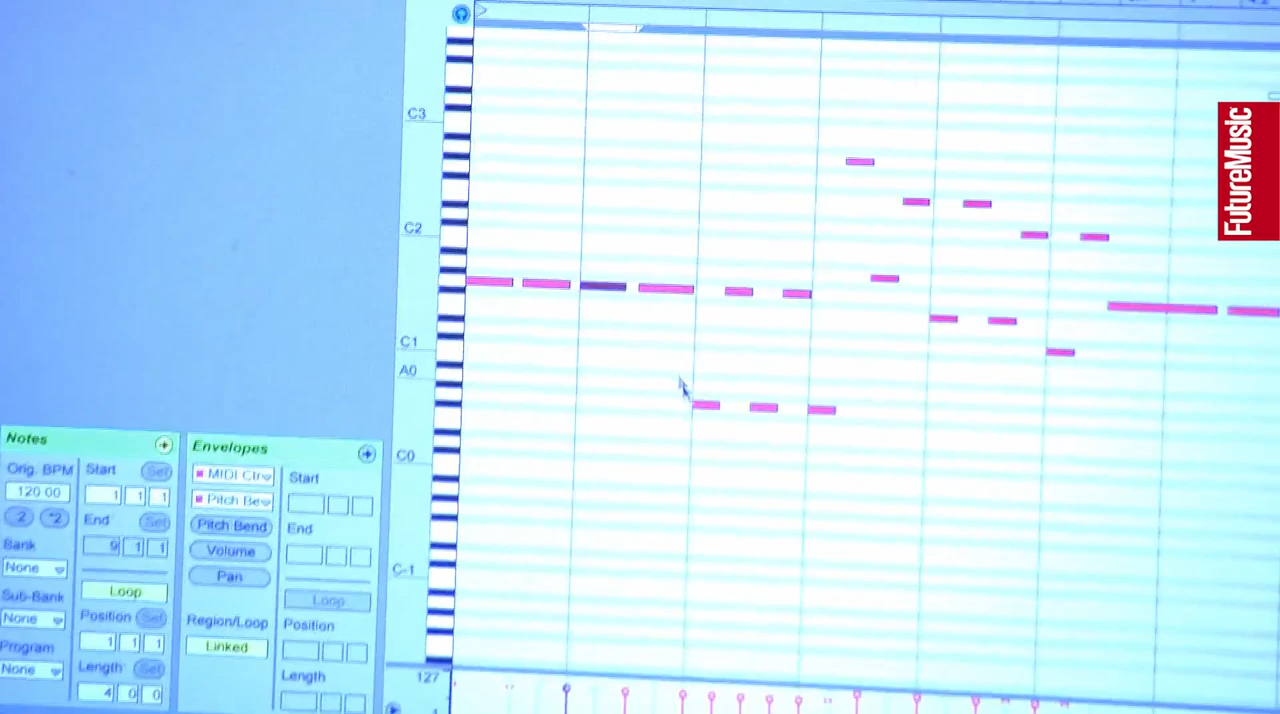 C3
C2
C1
A0
C0
C-1
127
FutureMusic
Notes
Orig. BPM
120 00
*2
Bank
None
Sub-Bank
None
Program
None
Start
Set
1 1 1
End
Set
9 1 1
Loop
Position
Set
1 1 1
Length
Set
4 0 0
Envelopes
MIDI Ctr
Pitch Be
Pitch Bend
Volume
Pan
Region/Loop
Linked
Start
End
Loop
Position
Length